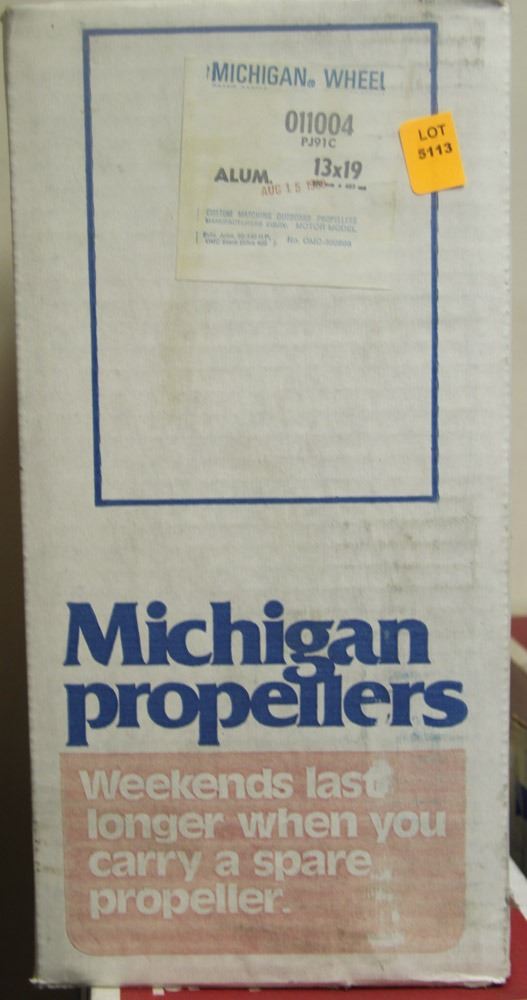 MICHIGAN® WHEEL
011004
PJ91C
ALUM. 13x19
AUG 15
LOT
5113
CUSTOM MATCHING OUTBOARD PROPELLERS
MOTOR MODEL
No. OMC-
Michigan
propellers
Weekends last
longer when you
carry a spare
propeller.